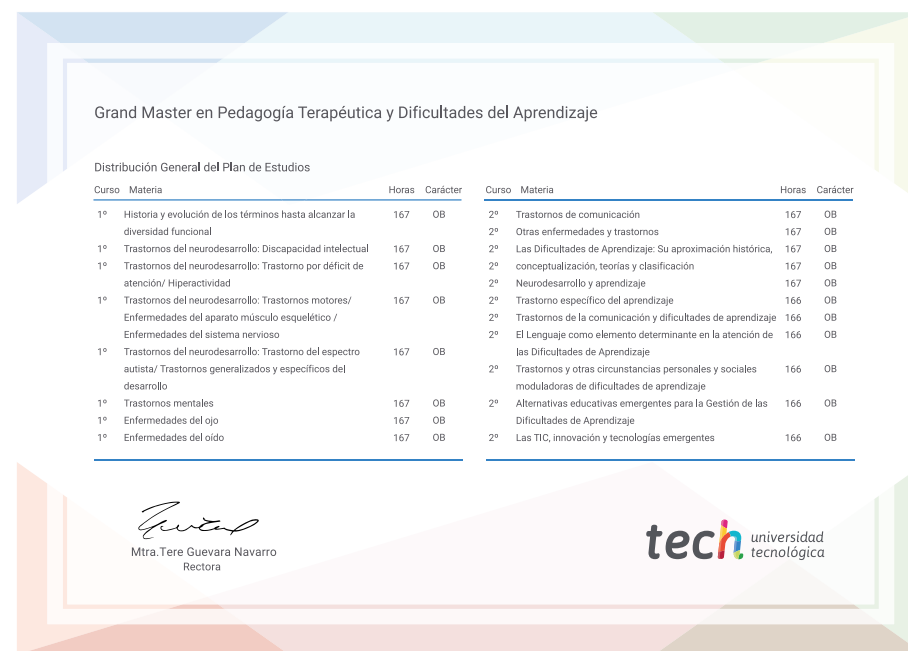 Grand Master en Pedagogía Terapéutica y Dificultades del Aprendizaje
Distribución General del Plan de Estudios
Curso Materia Horas Carácter
1º Historia y evolución de los términos hasta alcanzar la 167 OB
diversidad funcional
1º Trastornos del neurodesarrollo: Discapacidad intelectual 167 OB
1º Trastornos del neurodesarrollo: Trastorno por déficit de 167 OB
atención/ Hiperactividad
1º Trastornos del neurodesarrollo: Trastornos motores/ 167 OB
Enfermedades del aparato músculo esquelético /
Enfermedades del sistema nervioso
1º Trastornos del neurodesarrollo: Trastorno del espectro 167 OB
autista/ Trastornos generalizados y específicos del
desarrollo
1º Trastornos mentales 167 OB
1º Enfermedades del ojo 167 OB
1º Enfermedades del oído 167 OB
Curso Materia Horas Carácter
2º Trastornos de comunicación 167 OB
2º Otras enfermedades y trastornos 167 OB
2º Las Dificultades de Aprendizaje: Su aproximación histórica, 167 OB
2º conceptualización, teorías y clasificación 167 OB
2º Neurodesarrollo y aprendizaje 167 OB
2º Trastorno específico del aprendizaje 166 OB
2º Trastornos de la comunicación y dificultades de aprendizaje 166 OB
2º El Lenguaje como elemento determinante en la atención de 166 OB
las Dificultades de Aprendizaje
2º Trastornos y otras circunstancias personales y sociales 166 OB
moduladoras de dificultades de aprendizaje
2º Alternativas educativas emergentes para la Gestión de las 166 OB
Dificultades de Aprendizaje
2º Las TIC, innovación y tecnologías emergentes 166 OB
Mtra.Tere Guevara Navarro
Rectora
tech universidad
tecnológica